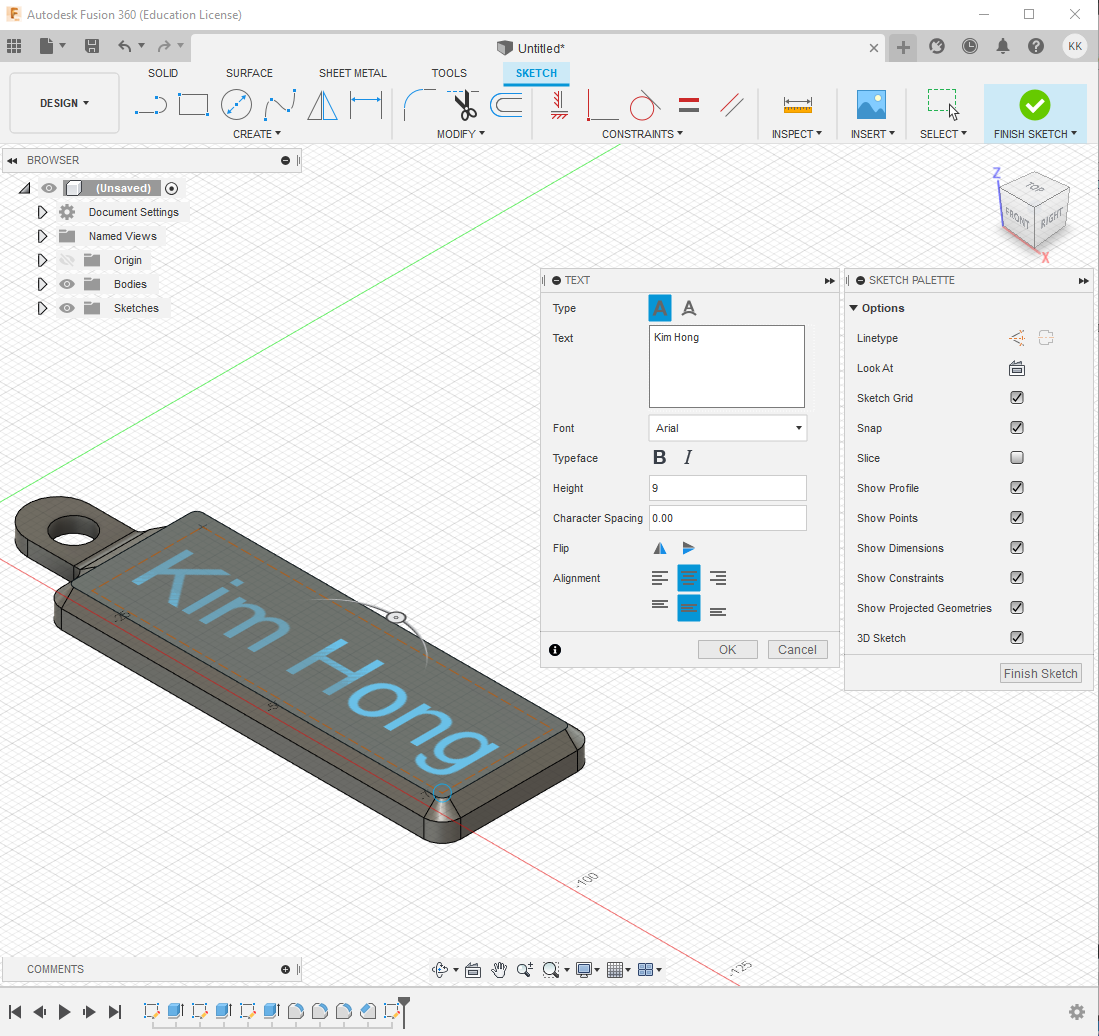 Autodesk Fusion 360 (Education License)
Untitled*
KK
DESIGN
SOLID
SURFACE
SHEET METAL
TOOLS
SKETCH
CREATE
MODIFY
CONSTRAINTS
INSPECT
INSERT
SELECT
FINISH SKETCH
BROWSER
(Unsaved)
Document Settings
Named Views
Origin
Bodies
Sketches
Z
TOP
FRONT
RIGHT
X
TEXT
Type
Text
Kim Hong
Font
Arial
Typeface
B I
Height
9
Character Spacing
0.00
Flip
Alignment
OK
Cancel
SKETCH PALETTE
Options
Linetype
Look At
Sketch Grid
Snap
Slice
Show Profile
Show Points
Show Dimensions
Show Constraints
Show Projected Geometries
3D Sketch
Finish Sketch
Kim Hong
-100
-125
COMMENTS